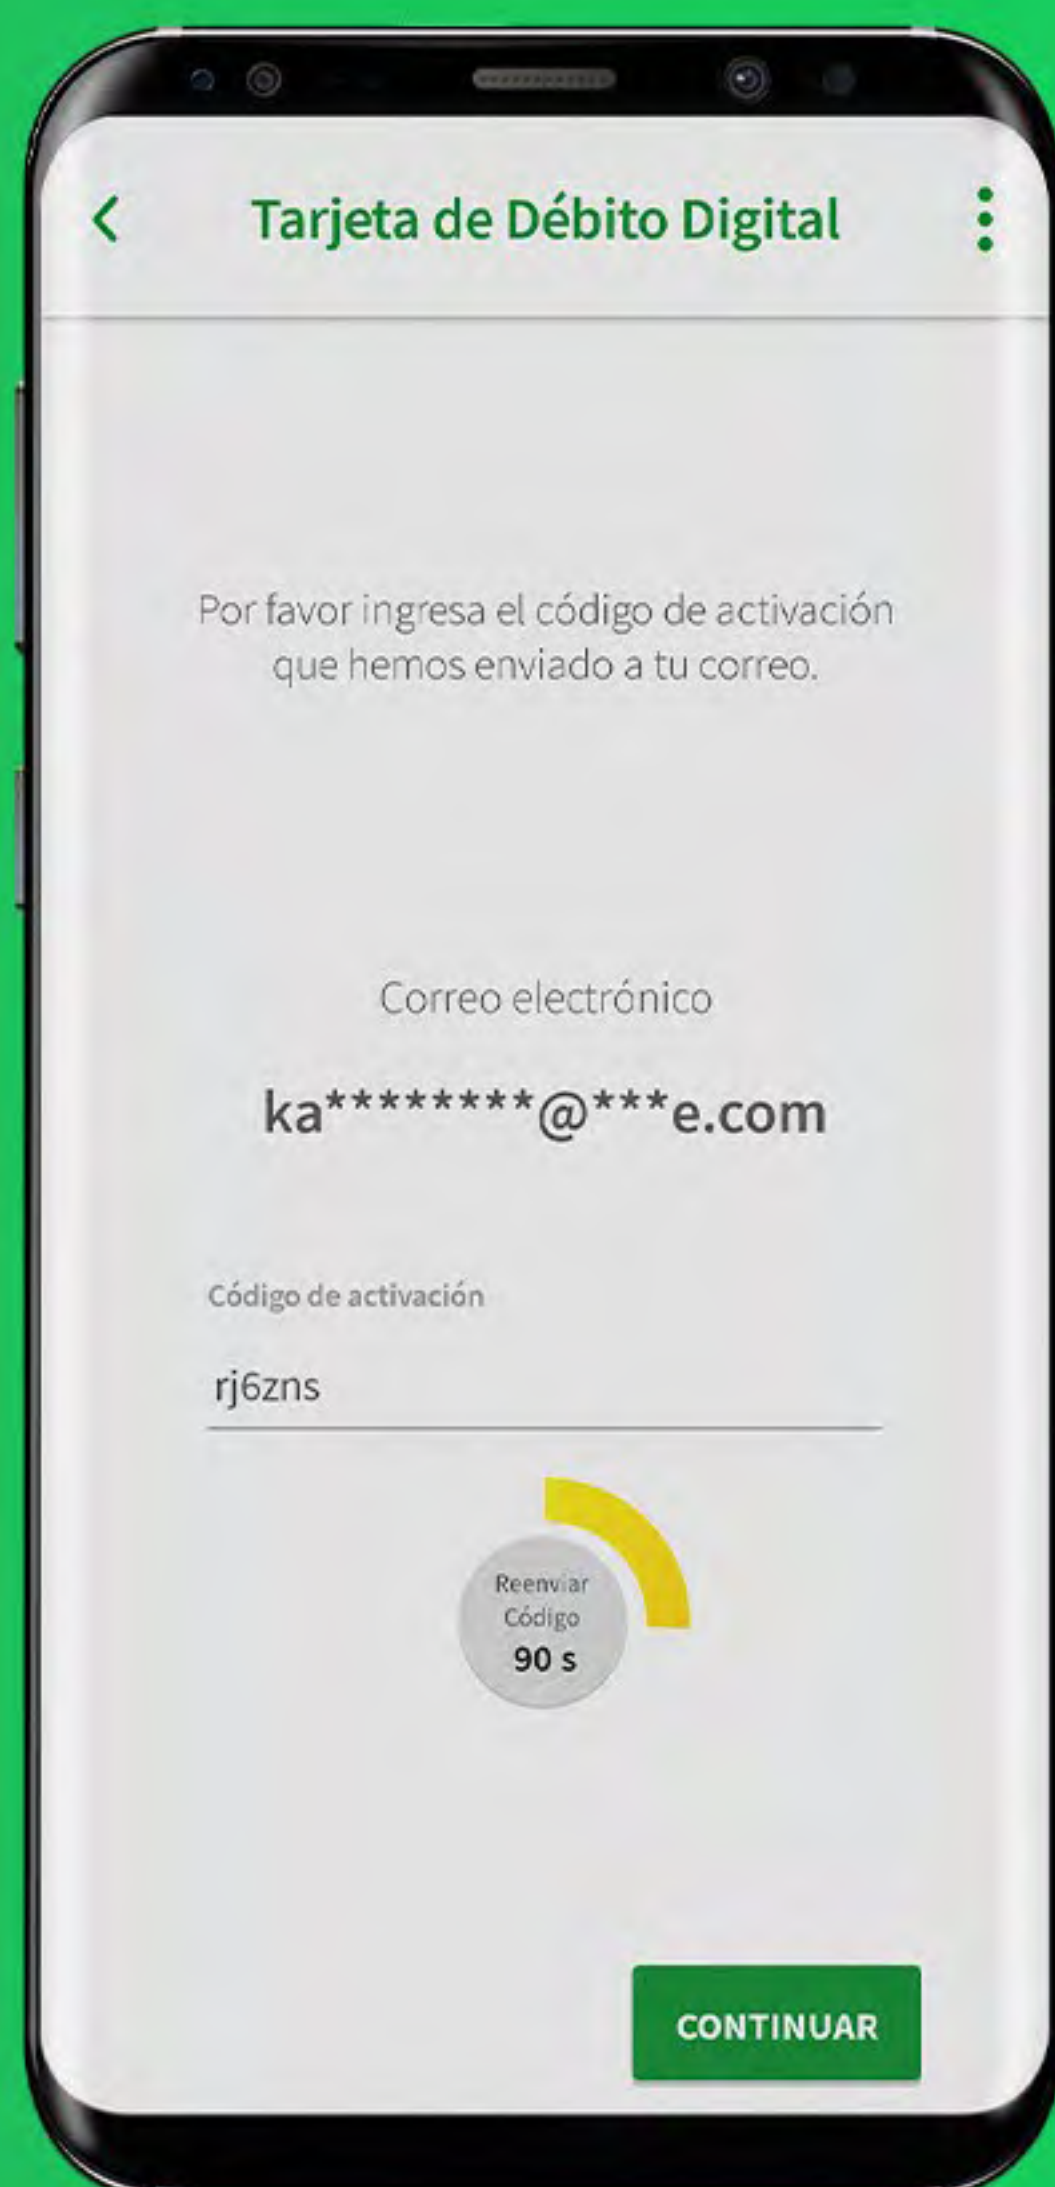 Tarjeta de Débito Digital
Por favor ingresa el código de activación
que hemos enviado a tu correo.
Correo electrónico
ka********@***e.com
Código de activación
rj6zns
Reenviar
Código
90 s
CONTINUAR